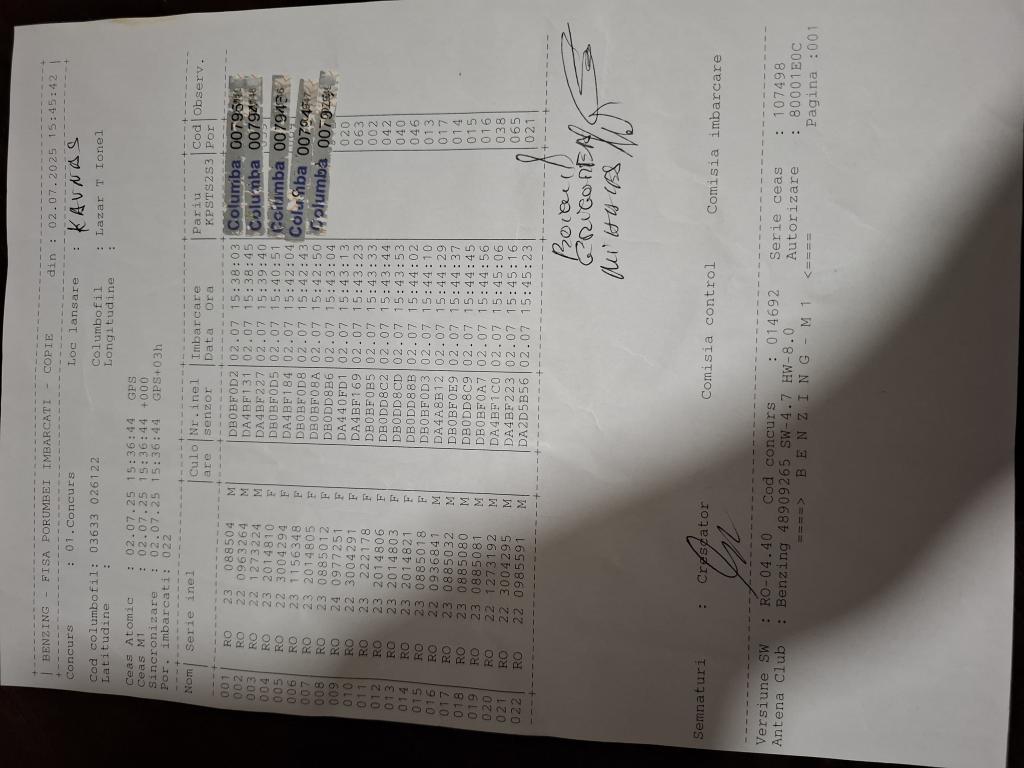 BENZING - FISA PORUMBEI IMBARCATI - COPIE din : 02.07.2025 15:45:42
Concurs : 01.Concurs Loc lansare : KAUNAS
Cod columbofil: 03633 026122 Columbofil : Lazar T Ionel
Latitudine : Longitudine :
Ceas Atomic : 02.07.25 15:36:44 GPS
Ceas M1 : 02.07.25 15:36:44 +000
Sincronizare : 02.07.25 15:36:44 GPS+03h
Por. imbarcati: 022
Nom Serie inel Culo Nr.inel Imbarcare Pariu Cod Observ.
are senzor Data Ora KPSTS2S3 Por
001 RO 23 088504 M DB0BF0D2 02.07 15:38:03 Columba
002 RO 22 0963264 M DA4BF131 02.07 15:38:45 Columba
003 RO 22 1273224 M DA4BF227 02.07 15:39:40 Columba
004 RO 23 2014810 F DB0BF0D5 02.07 15:40:51 Columba
005 RO 22 3004294 F DA4BF184 02.07 15:42:04 Columba
006 RO 23 1156348 F DB0BF0D8 02.07 15:42:43
007 RO 23 2014805 F DB0BF08A 02.07 15:42:50
008 RO 23 0885012 F DB0DD8B6 02.07 15:43:04
009 RO 24 0977251 F DA440FD1 02.07 15:43:13 020
010 RO 22 3004291 F DA4BF169 02.07 15:43:23 063
011 RO 23 2222178 F DB0BF0B5 02.07 15:43:33 002
012 RO 23 2014806 F DB0DD8C2 02.07 15:43:44 042
013 RO 23 2014803 F DB0DD8CD 02.07 15:43:53 040
014 RO 23 2014821 F DB0DD88B 02.07 15:44:02 046
015 RO 23 0885018 F DB0BF0D3 02.07 15:44:10 013
016 RO 22 0936841 M DA4A8B12 02.07 15:44:29 017
017 RO 23 0885032 M DB0BF0E9 02.07 15:44:37 014
018 RO 23 0885080 M DB0DD8C9 02.07 15:44:45 015
019 RO 23 0885081 M DB0BF0A7 02.07 15:44:56 016
020 RO 22 1273192 M DA4BF1C0 02.07 15:45:06 038
021 RO 22 3004295 M DA4BF223 02.07 15:45:16 065
022 RO 22 0985591 M DA2D5B56 02.07 15:45:23 021
Semnaturi : Crescator Comisia control Comisia imbarcare
Versiune SW : RO-04.40 Cod concurs : 014692 Serie ceas : 107498
Antena Club : Benzing 48909265 SW-4.7 HW-8.0 Autorizare : 80001E0C
====> B E N Z I N G - M 1 <==== Pagina :001